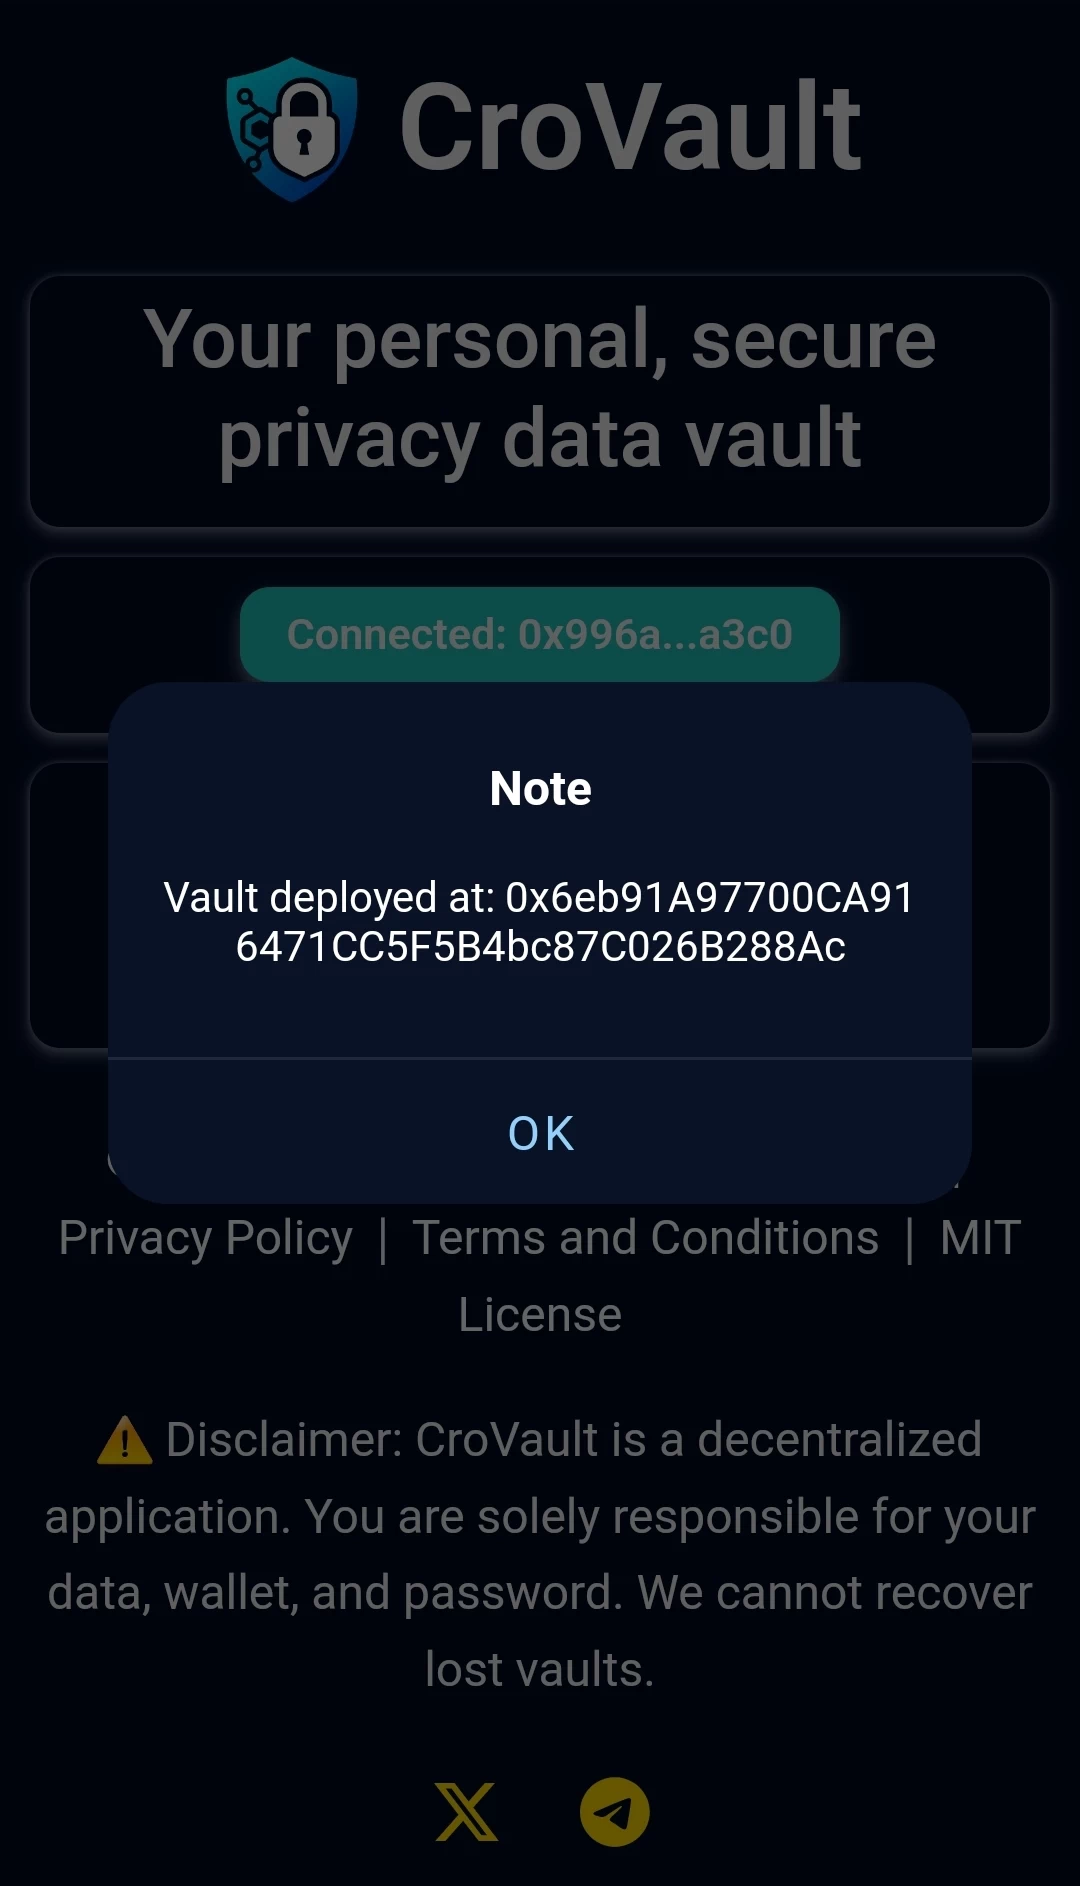 CroVault
Your personal, secure
privacy data vault
Connected: 0x996a...a3c0
Note
Vault deployed at: 0x6eb91A97700CA91
6471CC5F5B4bc87C026B288Ac
OK
Privacy Policy | Terms and Conditions | MIT
License
⚠️ Disclaimer: CroVault is a decentralized
application. You are solely responsible for your
data, wallet, and password. We cannot recover
lost vaults.